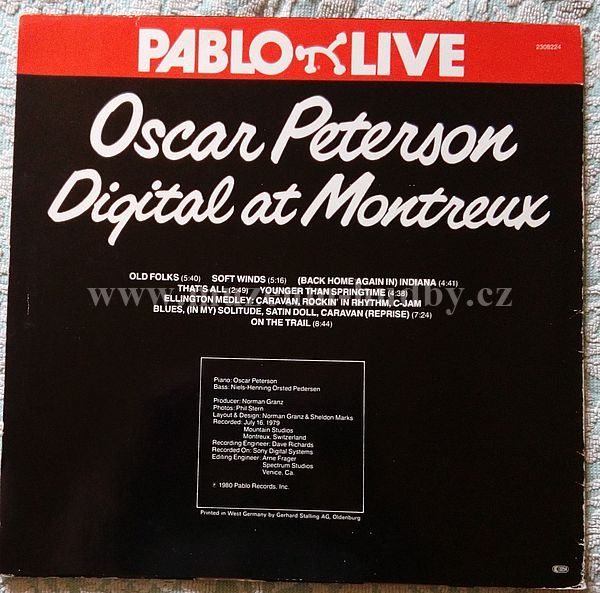 PABLO LIVE
2308224
Oscar Peterson
Digital at Montreux
OLD FOLKS (5:40) SOFT WINDS (5:16) (BACK HOME AGAIN IN) INDIANA (4:41)
THAT'S ALL (2:49) YOUNGER THAN SPRINGTIME (4:38)
ELLINGTON MEDLEY: CARAVAN, ROCKIN' IN RHYTHM, C-JAM
BLUES, (IN MY) SOLITUDE, SATIN DOLL, CARAVAN (REPRISE) (7:24)
ON THE TRAIL (8:44)
Piano: Oscar Peterson
Bass: Niels-Henning Orsted Pedersen
Producer: Norman Granz
Photos: Phil Stern
Layout & Design: Norman Granz & Sheldon Marks
Recorded: July 16, 1979
Mountain Studios
Montreux, Switzerland
Recording Engineer: Dave Richards
Recorded On: Sony Digital Systems
Editing Engineer: Arne Frager
Spectrum Studios
Venice, Ca.
℗ 1980 Pablo Records, Inc.
Printed in West Germany by Gerhard Stalling AG, Oldenburg